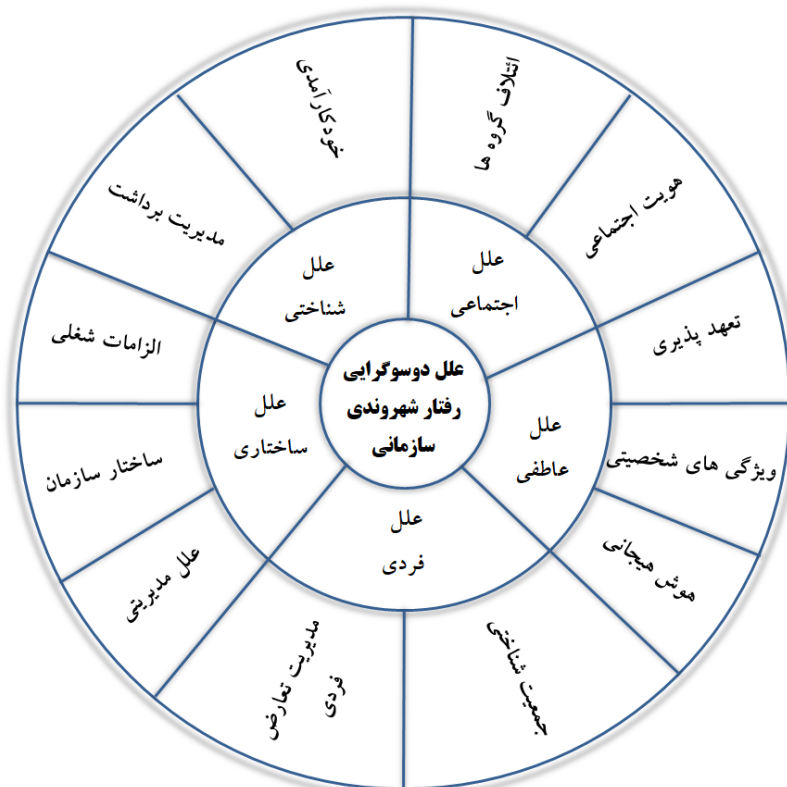 علل دوسوگرایی
رفتار شهروندی
سازمانی
علل
اجتماعی
علل
عاطفی
علل
فردی
علل
ساختاری
علل
شناختی
ائتلاف گروه ها
هویت اجتماعی
تعهد پذیری
ویژگی های شخصیتی
هوش هیجانی
جمعیت شناختی
مدیریت تعارض
فردی
علل مدیریتی
ساختار سازمان
الزامات شغلی
مدیریت برداشت
خودکارآمدی